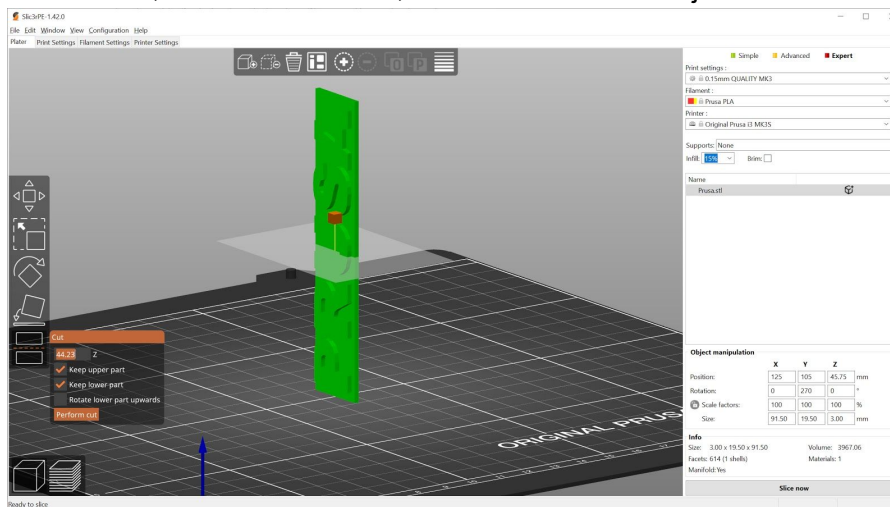 Slic3rPE-1.42.0
File Edit Window View Configuration Help
Plater Print Settings Filament Settings Printer Settings
Simple Advanced Expert
Print settings :
0.15mm QUALITY MK3
Filament :
Prusa PLA
Printer :
Original Prusa i3 MK3S
Supports: None
Infill: 15% Brim:
Name
Prusa.stl
Cut
44.23 Z
Keep upper part
Keep lower part
Rotate lower part upwards
Perform cut
ORIGINAL PRUSA
Object manipulation
X Y Z
Position: 125 105 45.75 mm
Rotation: 0 270 0 °
Scale factors: 100 100 100 %
Size: 91.50 19.50 3.00 mm
Info
Size: 3.00 x 19.50 x 91.50 Volume: 3967.06
Facets: 614 (1 shells) Materials: 1
Manifold: Yes
Slice now
Ready to slice